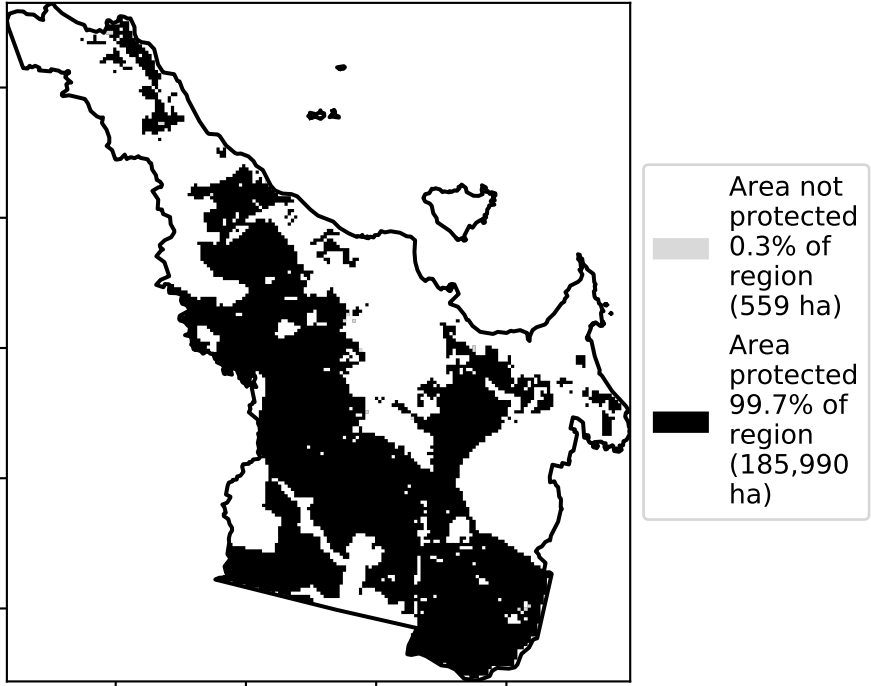 Area not
protected
0.3% of
region
(559 ha)
Area
protected
99.7% of
region
(185,990
ha)